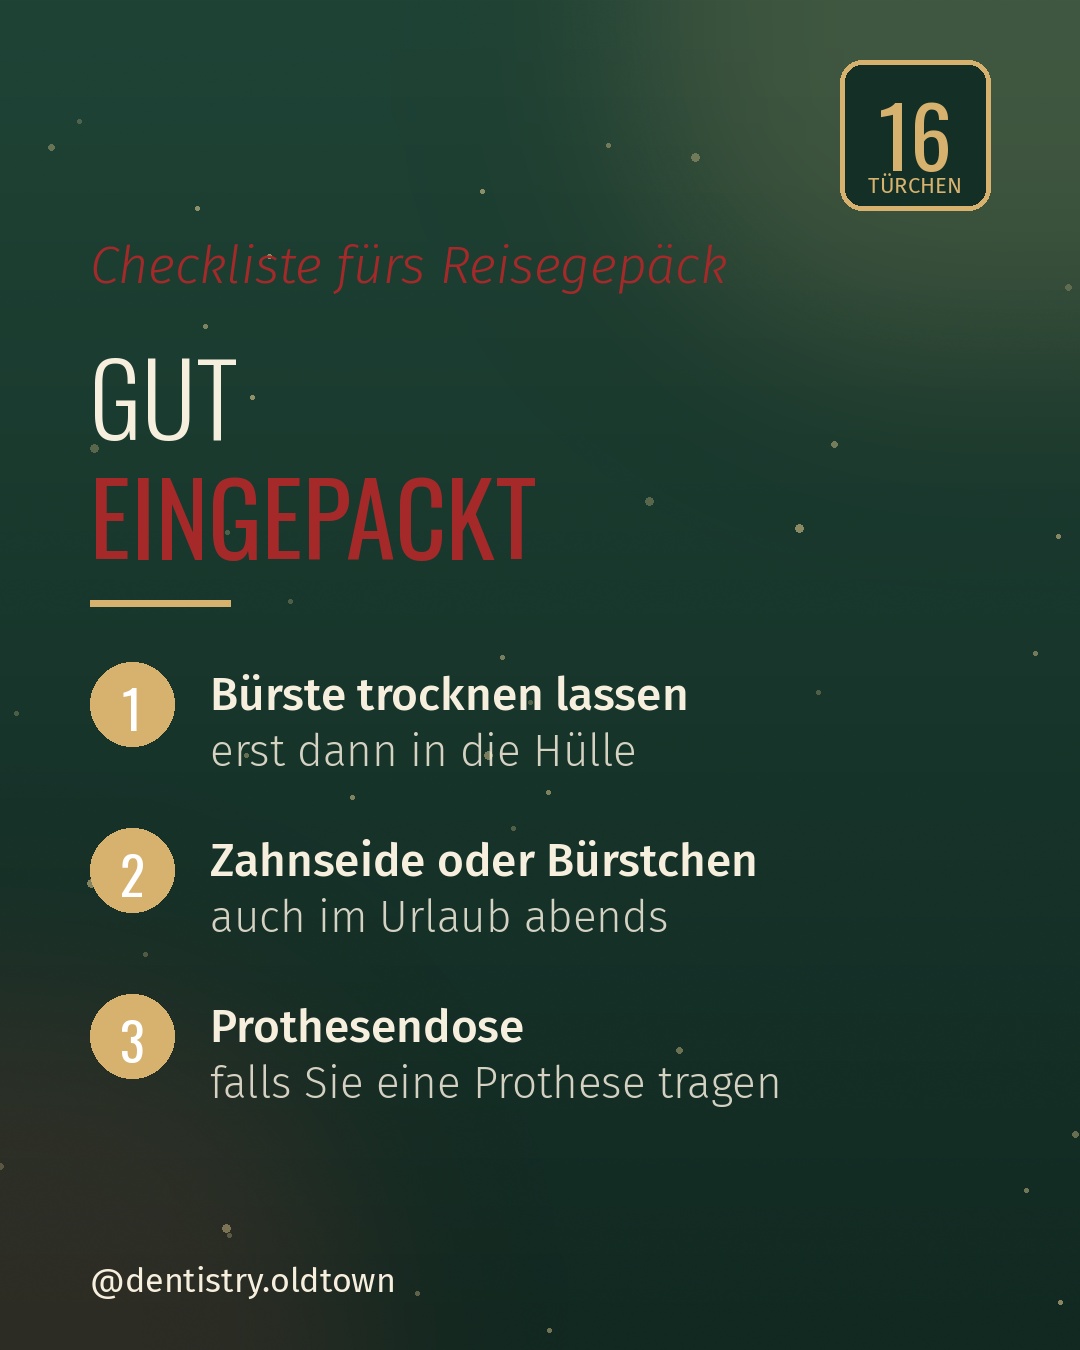 16
TÜRCHEN
Checkliste fürs Reisegepäck
GUT
EINGEPACKT
1
Bürste trocknen lassen
erst dann in die Hülle
2
Zahnseide oder Bürstchen
auch im Urlaub abends
3
Prothesendose
falls Sie eine Prothese tragen
@dentistry.oldtown